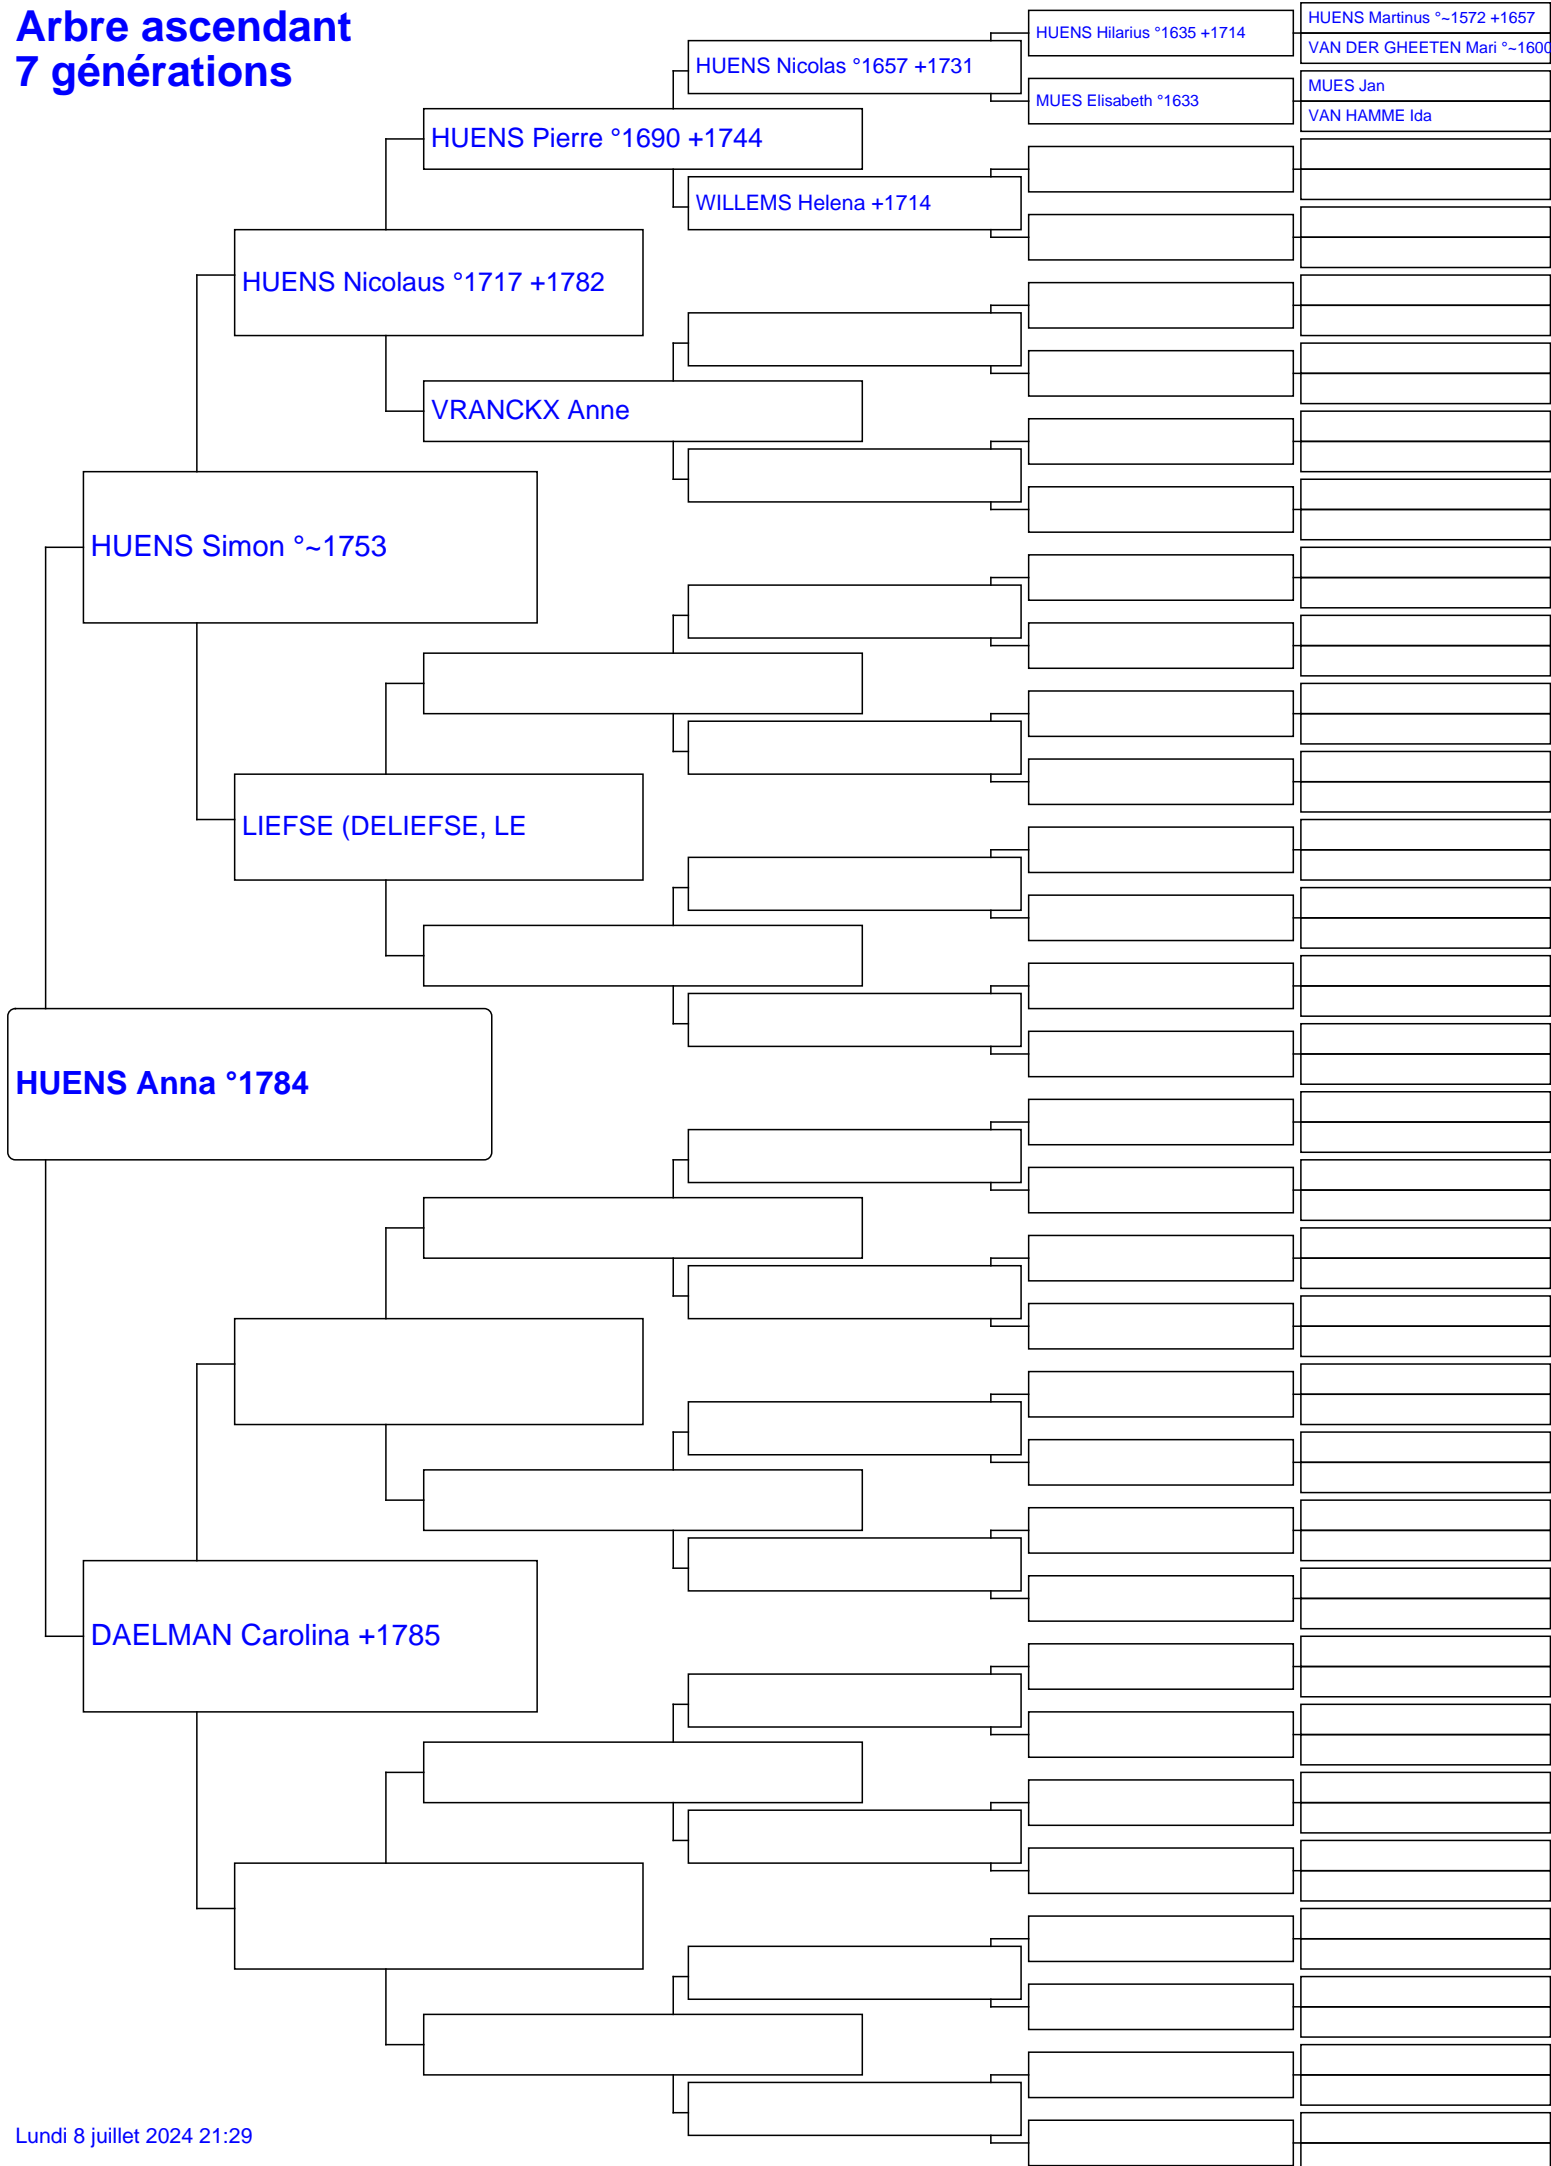 Arbre ascendant
7 générations
HUENS Martinus °~1572 +1657
HUENS Hilarius °1635 +1714
VAN DER GHEETEN Mari °~1600
HUENS Nicolas °1657 +1731
MUES Jan
MUES Elisabeth °1633
VAN HAMME Ida
HUENS Pierre °1690 +1744
WILLEMS Helena +1714
HUENS Nicolaus °1717 +1782
VRANCKX Anne
HUENS Simon °~1753
LIEFSE (DELIEFSE, LE
HUENS Anna °1784
DAELMAN Carolina +1785
Lundi 8 juillet 2024 21:29